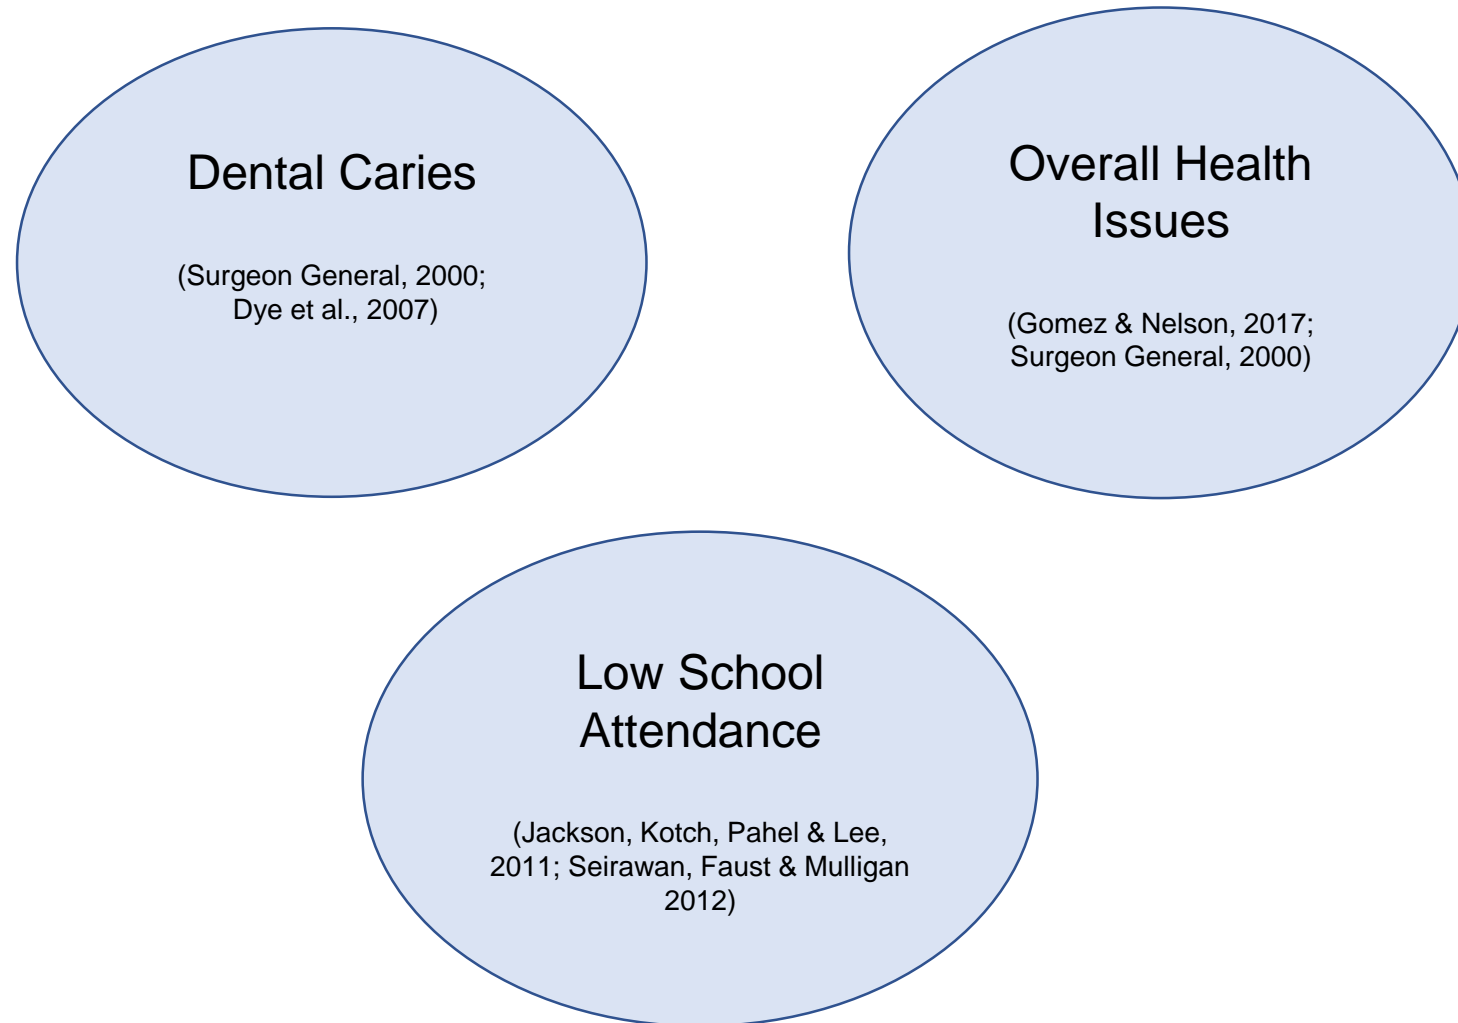 Dental Caries
(Surgeon General, 2000;
Dye et al., 2007)
Overall Health
Issues
(Gomez & Nelson, 2017;
Surgeon General, 2000)
Low School
Attendance
(Jackson, Kotch, Pahel & Lee,
2011; Seirawan, Faust & Mulligan
2012)